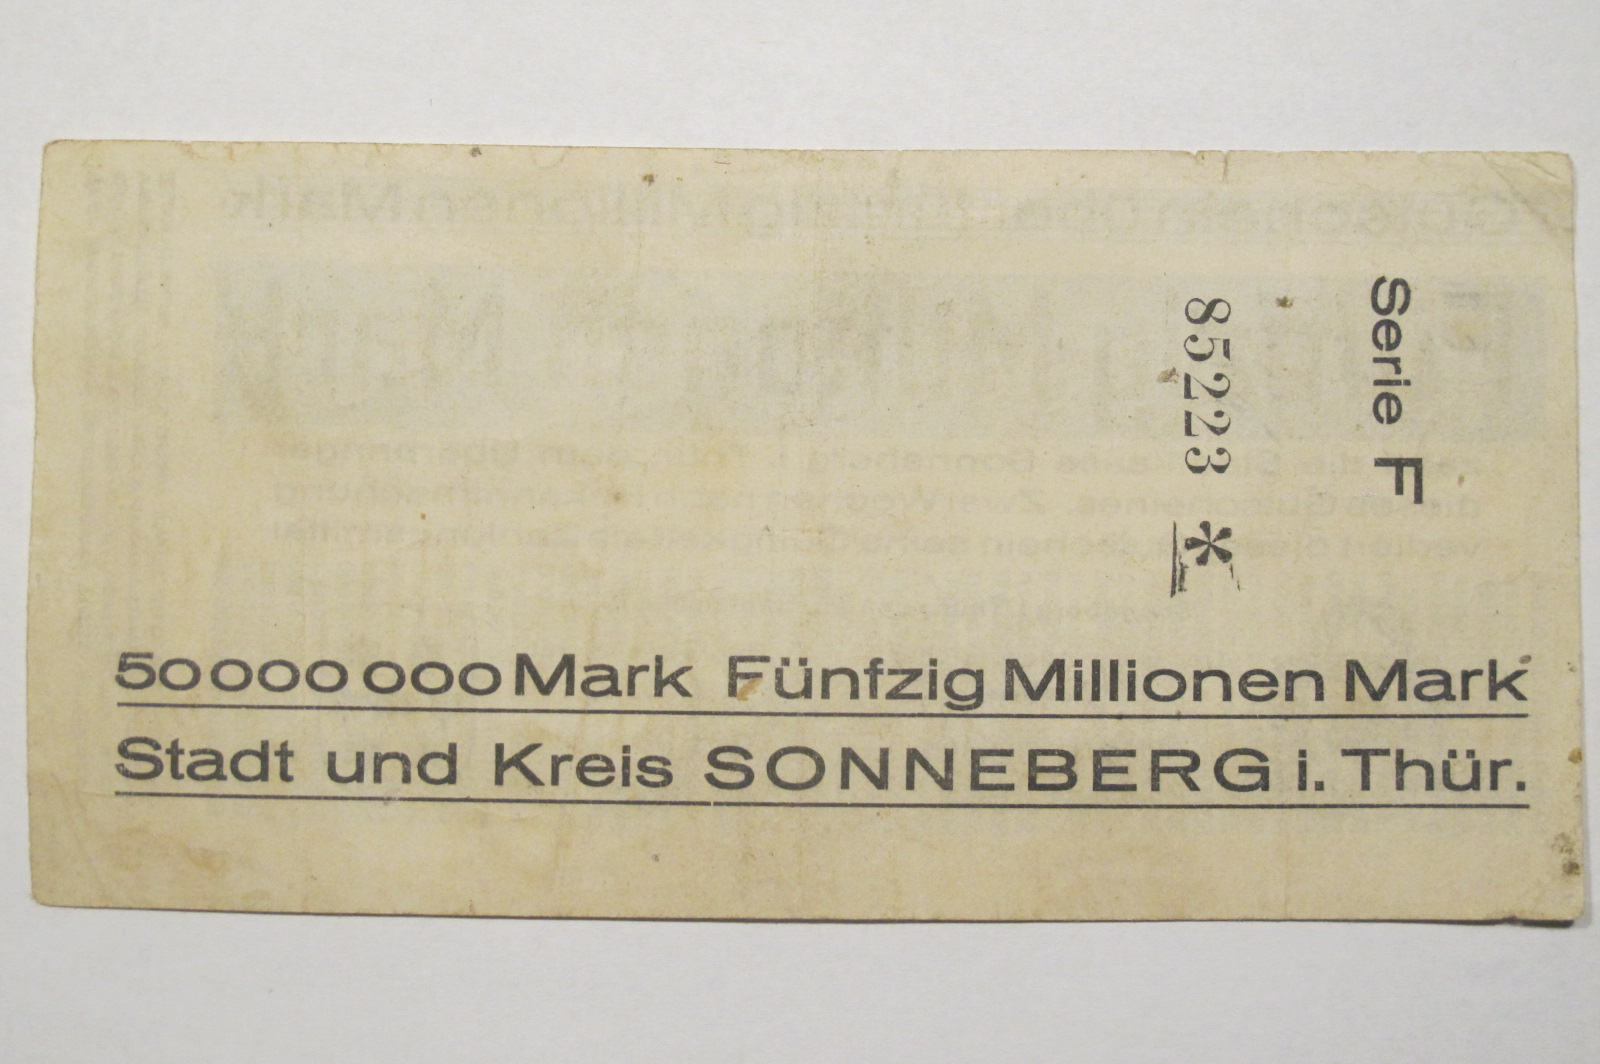 Serie F
85223 *
50 000 000 Mark Fünfzig Millionen Mark
Stadt und Kreis SONNEBERG i. Thür.